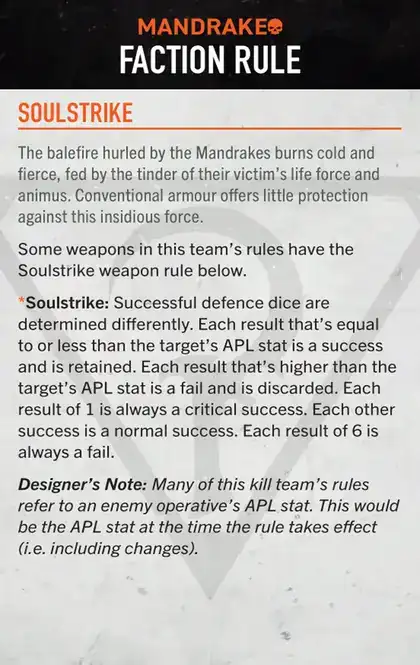 MANDRAKE
FACTION RULE
SOULSTRIKE
The balefire hurled by the Mandrakes burns cold and
fierce, fed by the tinder of their victim's life force and
animus. Conventional armour offers little protection
against this insidious force.
Some weapons in this team's rules have the
Soulstrike weapon rule below.
*Soulstrike: Successful defence dice are
determined differently. Each result that's equal
to or less than the target's APL stat is a success
and is retained. Each result that's higher than the
target's APL stat is a fail and is discarded. Each
result of 1 is always a critical success. Each other
success is a normal success. Each result of 6 is
always a fail.
Designer's Note: Many of this kill team's rules
refer to an enemy operative's APL stat. This would
be the APL stat at the time the rule takes effect
(i.e. including changes).